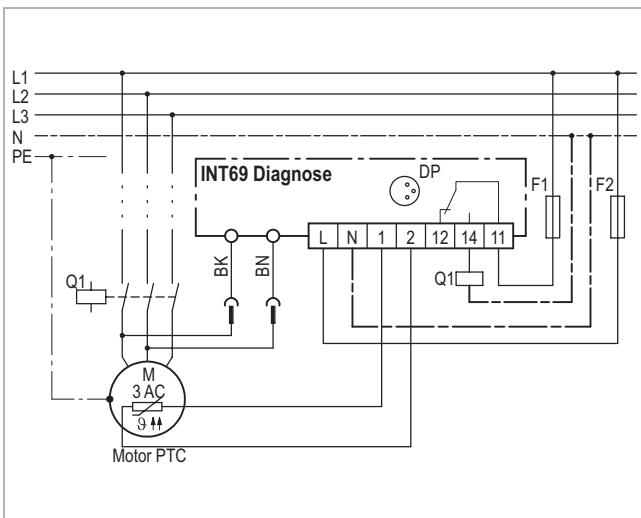 L1
L2
L3
N
PE
INT69 Diagnose
DP
F1
F2
L N 1 2 12 14 11
BK
BN
Q1
Q1
M
3 AC
ϑ
Motor PTC